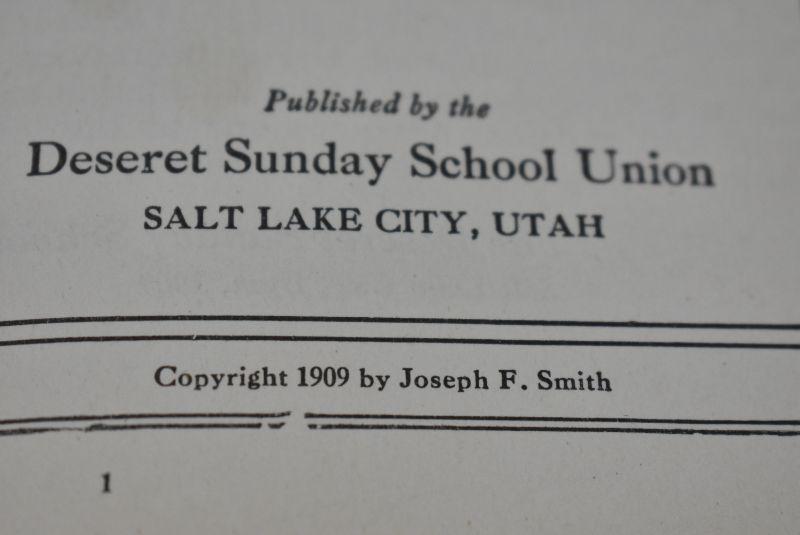 Published by the
Deseret Sunday School Union
SALT LAKE CITY, UTAH
Copyright 1909 by Joseph F. Smith
1